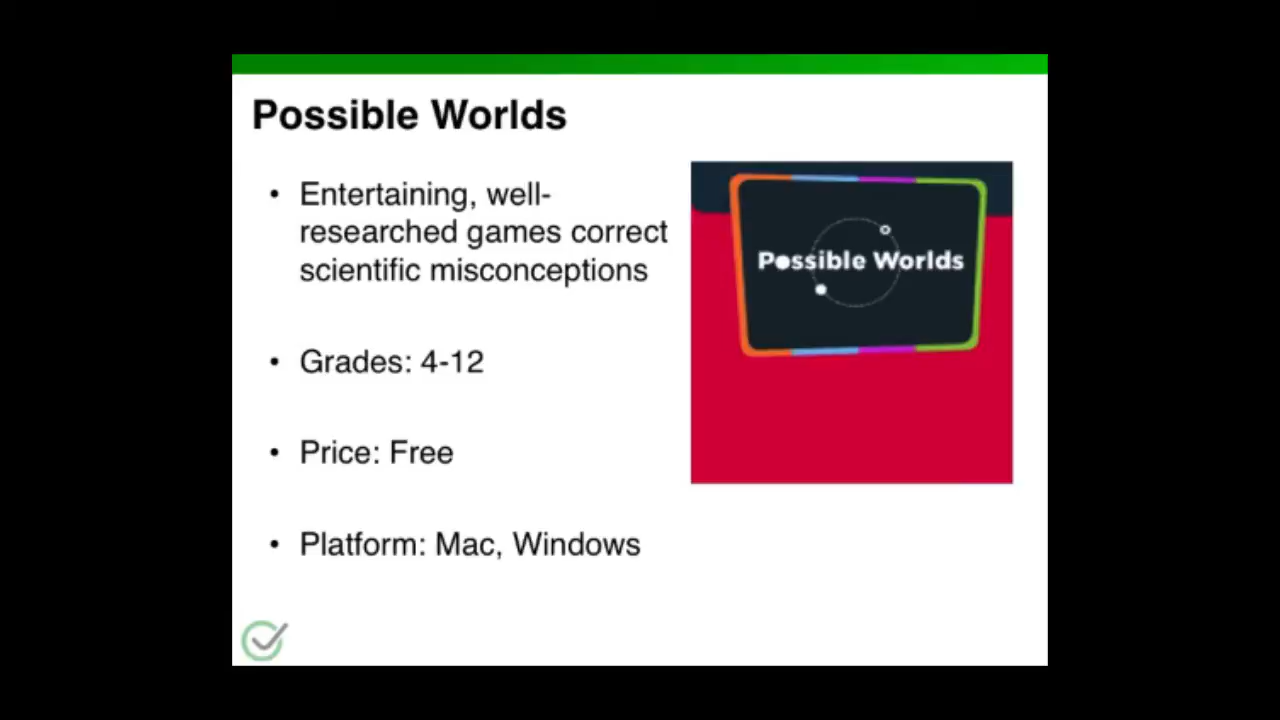 Possible Worlds
• Entertaining, well-
researched games correct
scientific misconceptions
• Grades: 4-12
• Price: Free
• Platform: Mac, Windows
Possible Worlds